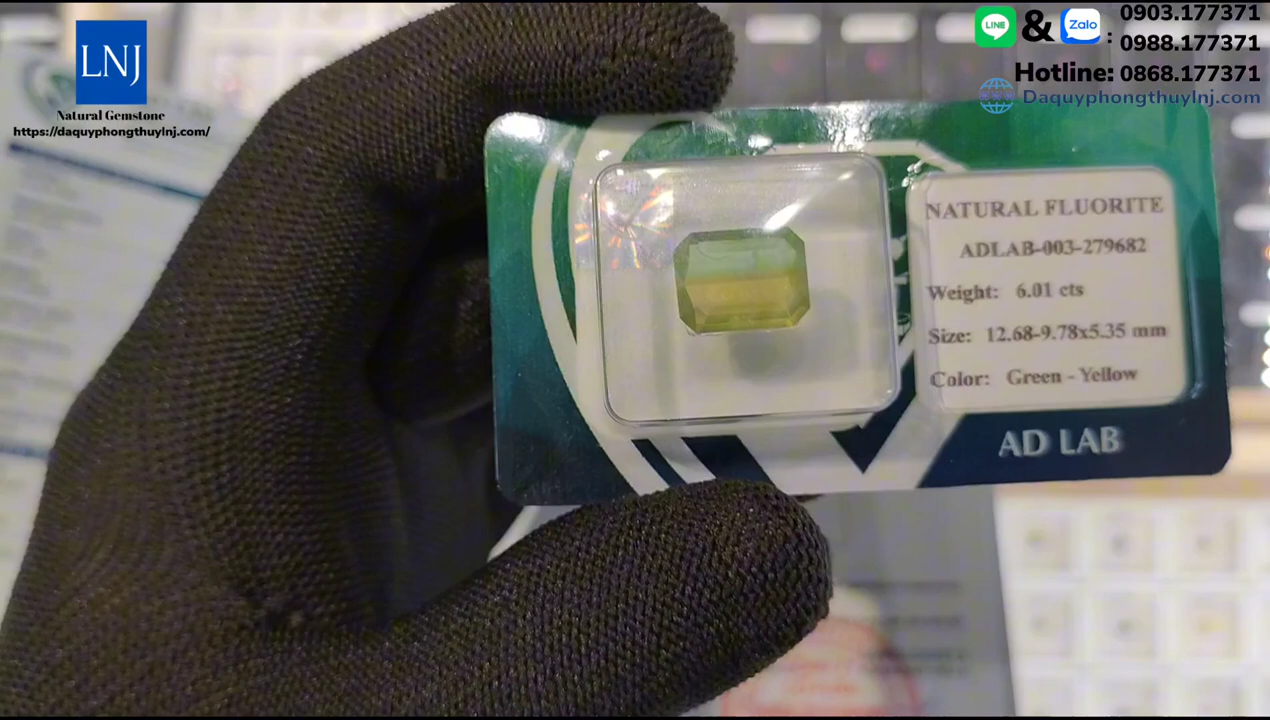 LNJ
Natural Gemstone
https://daquyphongthuylnj.com/
LINE & Zalo : 0903.177371
0988.177371
Hotline: 0868.177371
Daquyphongthuylnj.com
NATURAL FLUORITE
ADLAB-003-279682
Weight: 6.01 cts
Size: 12.68-9.78x5.35 mm
Color: Green - Yellow
AD LAB